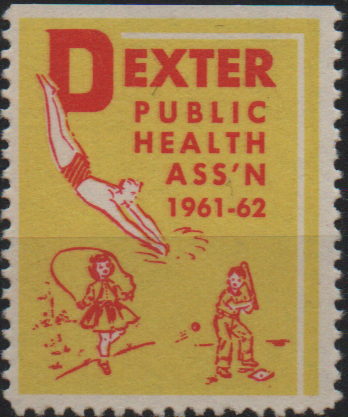 DEXTER
PUBLIC
HEALTH
ASS'N
1961-62